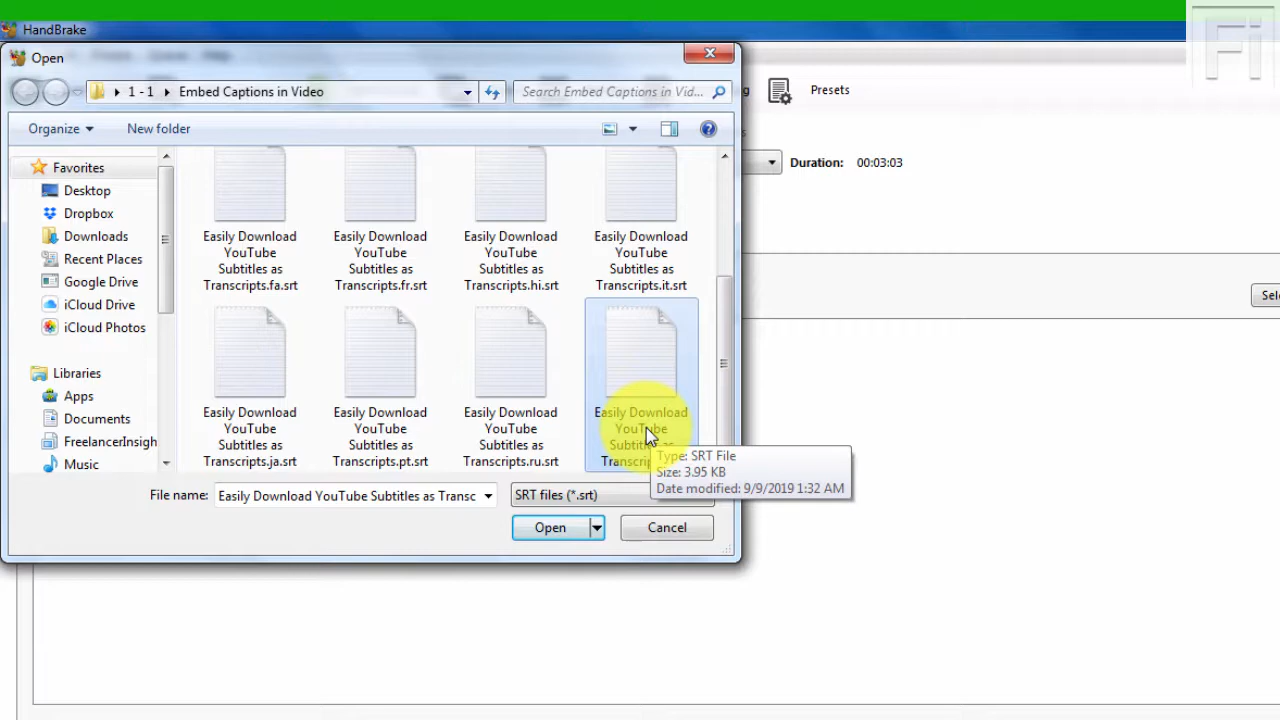 HandBrake
Fi
Open
1 - 1
Embed Captions in Video
Search Embed Captions in Vid...
Presets
Organize
New folder
Duration: 00:03:03
Favorites
Desktop
Dropbox
Downloads
Recent Places
Google Drive
iCloud Drive
iCloud Photos
Libraries
Apps
Documents
FreelancerInsigh
Music
Easily Download
YouTube
Subtitles as
Transcripts.fa.srt
Easily Download
YouTube
Subtitles as
Transcripts.fr.srt
Easily Download
YouTube
Subtitles as
Transcripts.hi.srt
Easily Download
YouTube
Subtitles as
Transcripts.it.srt
Easily Download
YouTube
Subtitles as
Transcripts.ja.srt
Easily Download
YouTube
Subtitles as
Transcripts.pt.srt
Easily Download
YouTube
Subtitles as
Transcripts.ru.srt
Easily Download
YouTube
Subtitles as
Transcrip
Type: SRT File
Size: 3.95 KB
Date modified: 9/9/2019 1:32 AM
File name:
Easily Download YouTube Subtitles as Transc
SRT files (*.srt)
Open
Cancel